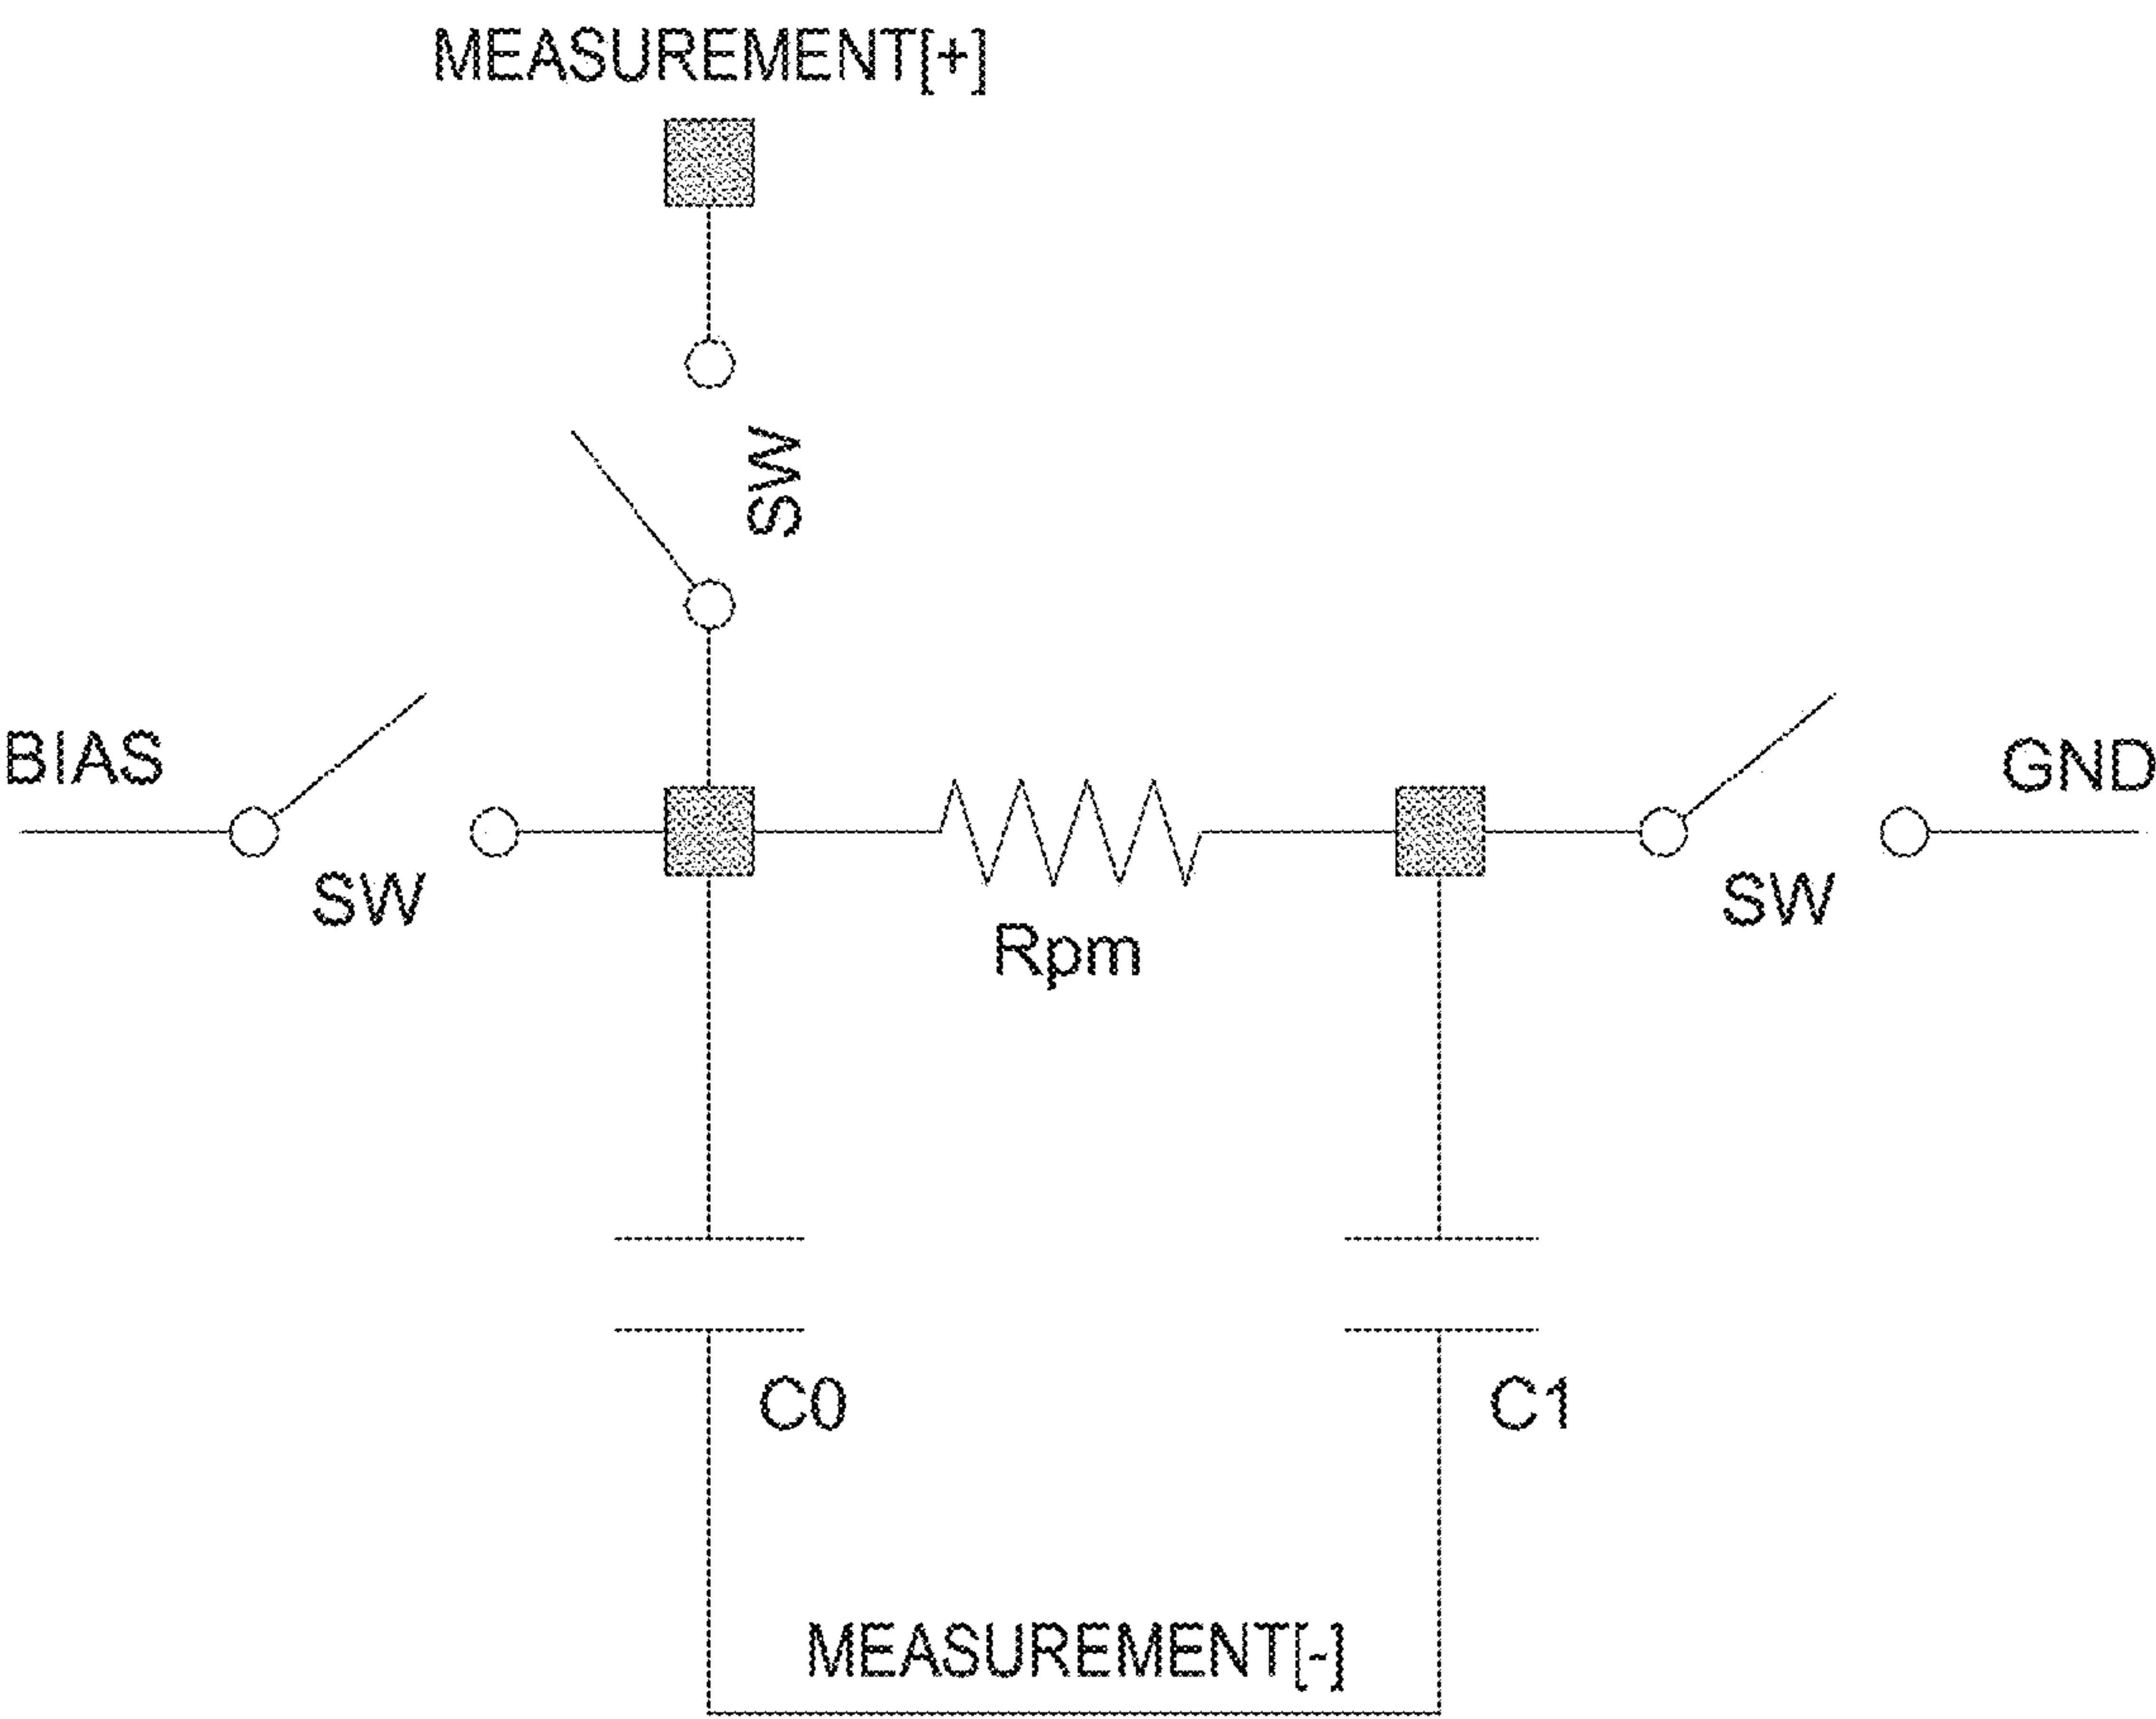 MEASUREMENT[+]
SW
BIAS
GND
SW
SW
Rpm
C0
C1
MEASUREMENT[-]